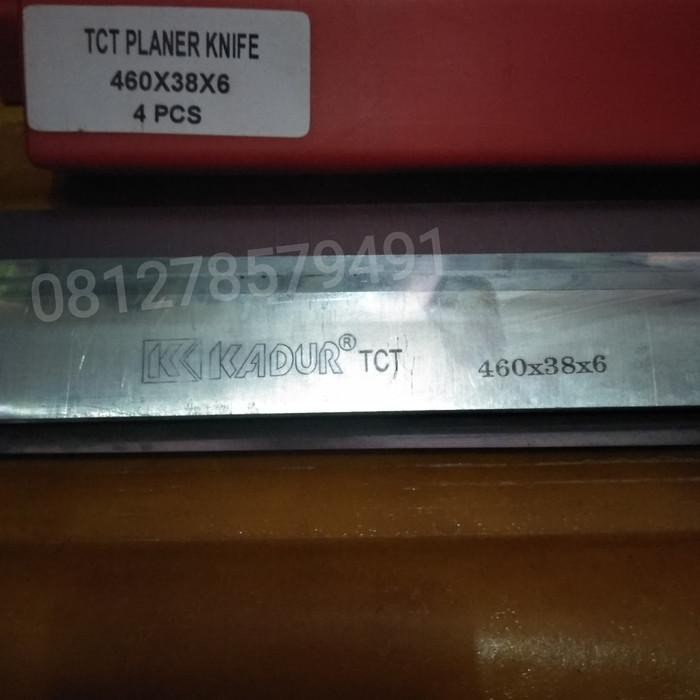 TCT PLANER KNIFE
460X38X6
4 PCS
081278579491
KADUR® TCT 460x38x6